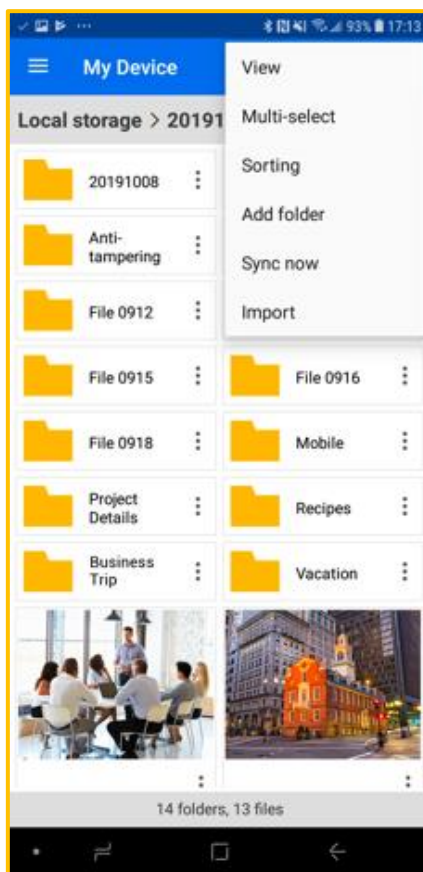 93% 17:13
My Device
View
Local storage > 20191
Multi-select
20191008
Sorting
Anti-
tampering
Add folder
Sync now
File 0912
Import
File 0915
File 0916
File 0918
Mobile
Project
Details
Recipes
Business
Trip
Vacation
14 folders, 13 files